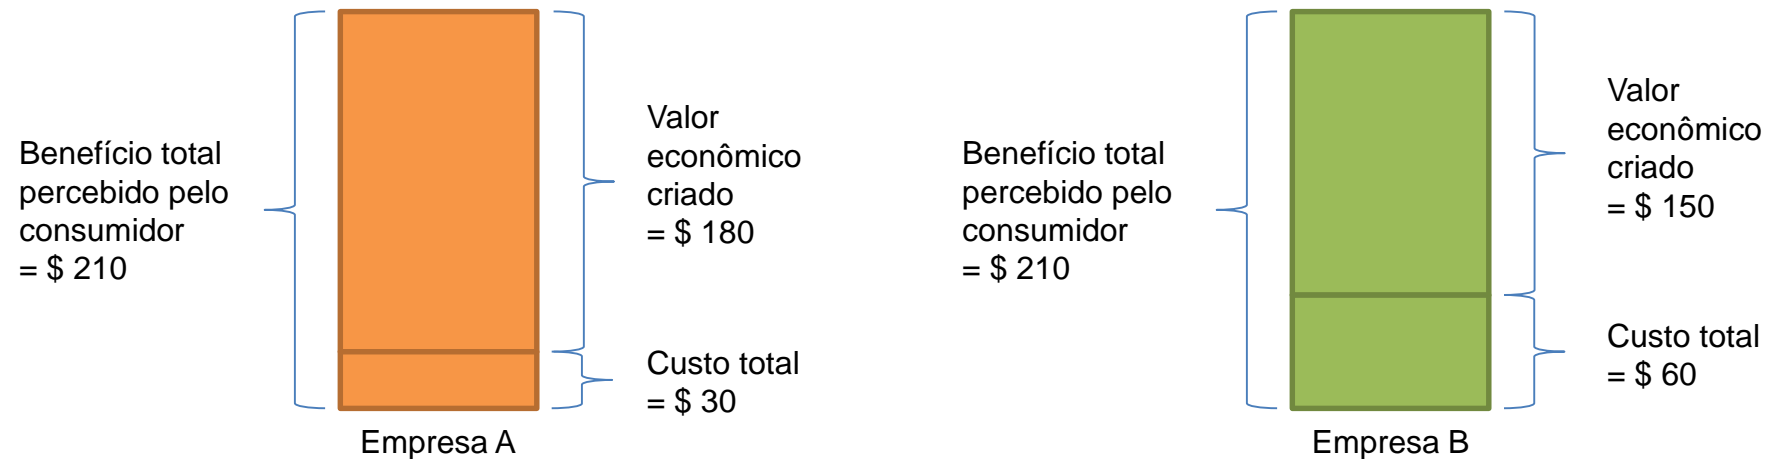 Benefício total
percebido pelo
consumidor
= $ 210
Valor
econômico
criado
= $ 180
Custo total
= $ 30
Empresa A
Benefício total
percebido pelo
consumidor
= $ 210
Valor
econômico
criado
= $ 150
Custo total
= $ 60
Empresa B